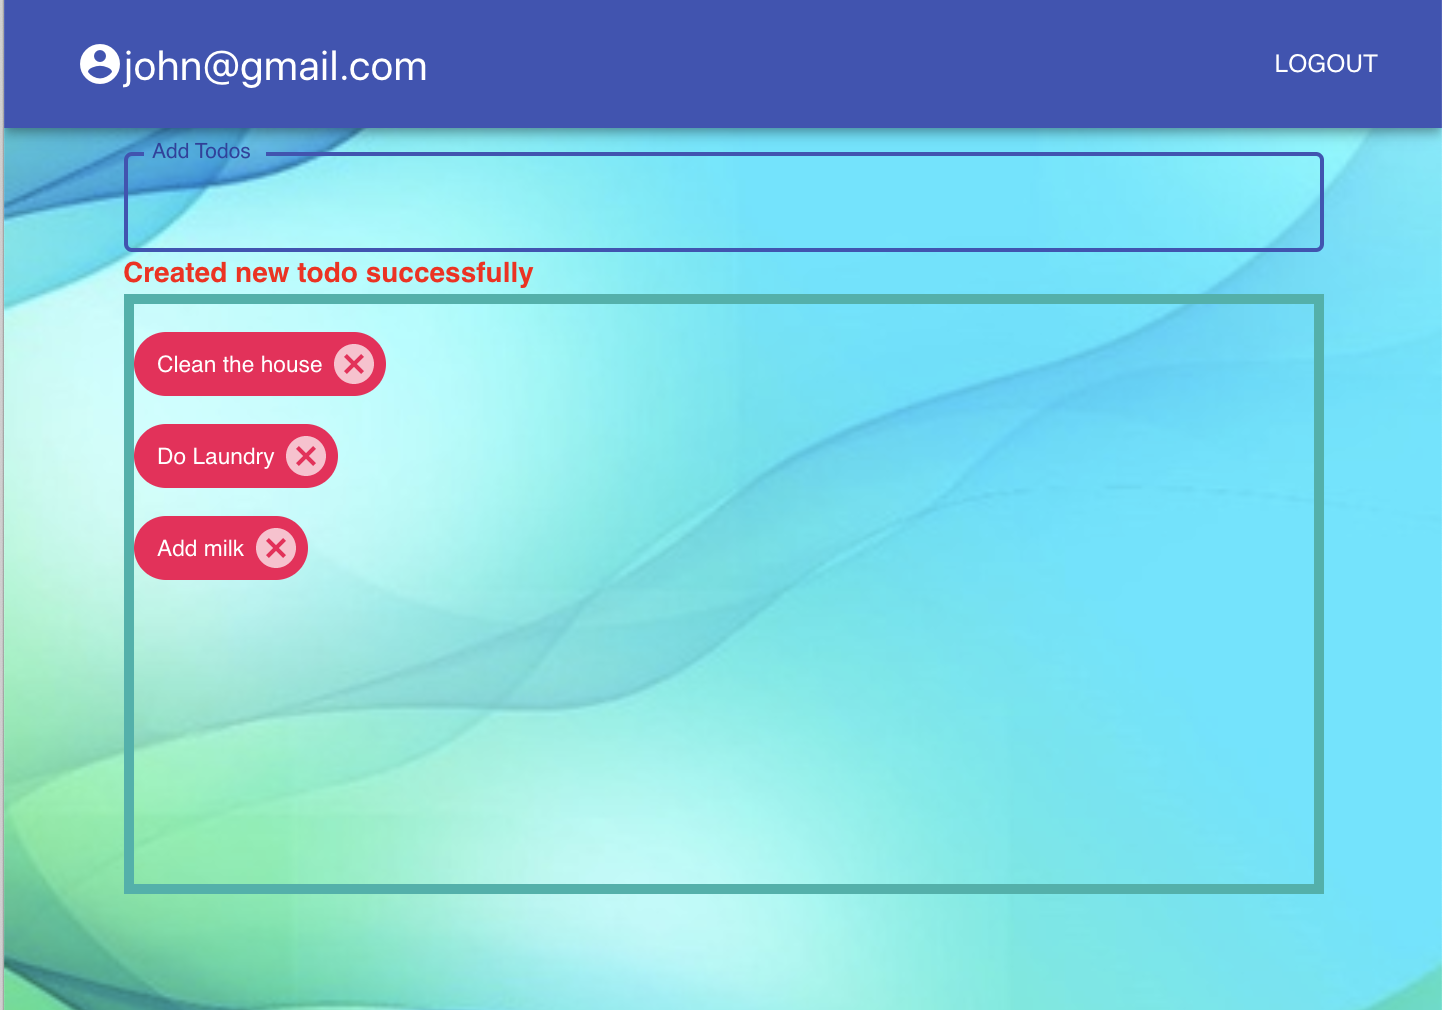 john@gmail.com LOGOUT
Add Todos
Created new todo successfully
Clean the house
Do Laundry
Add milk